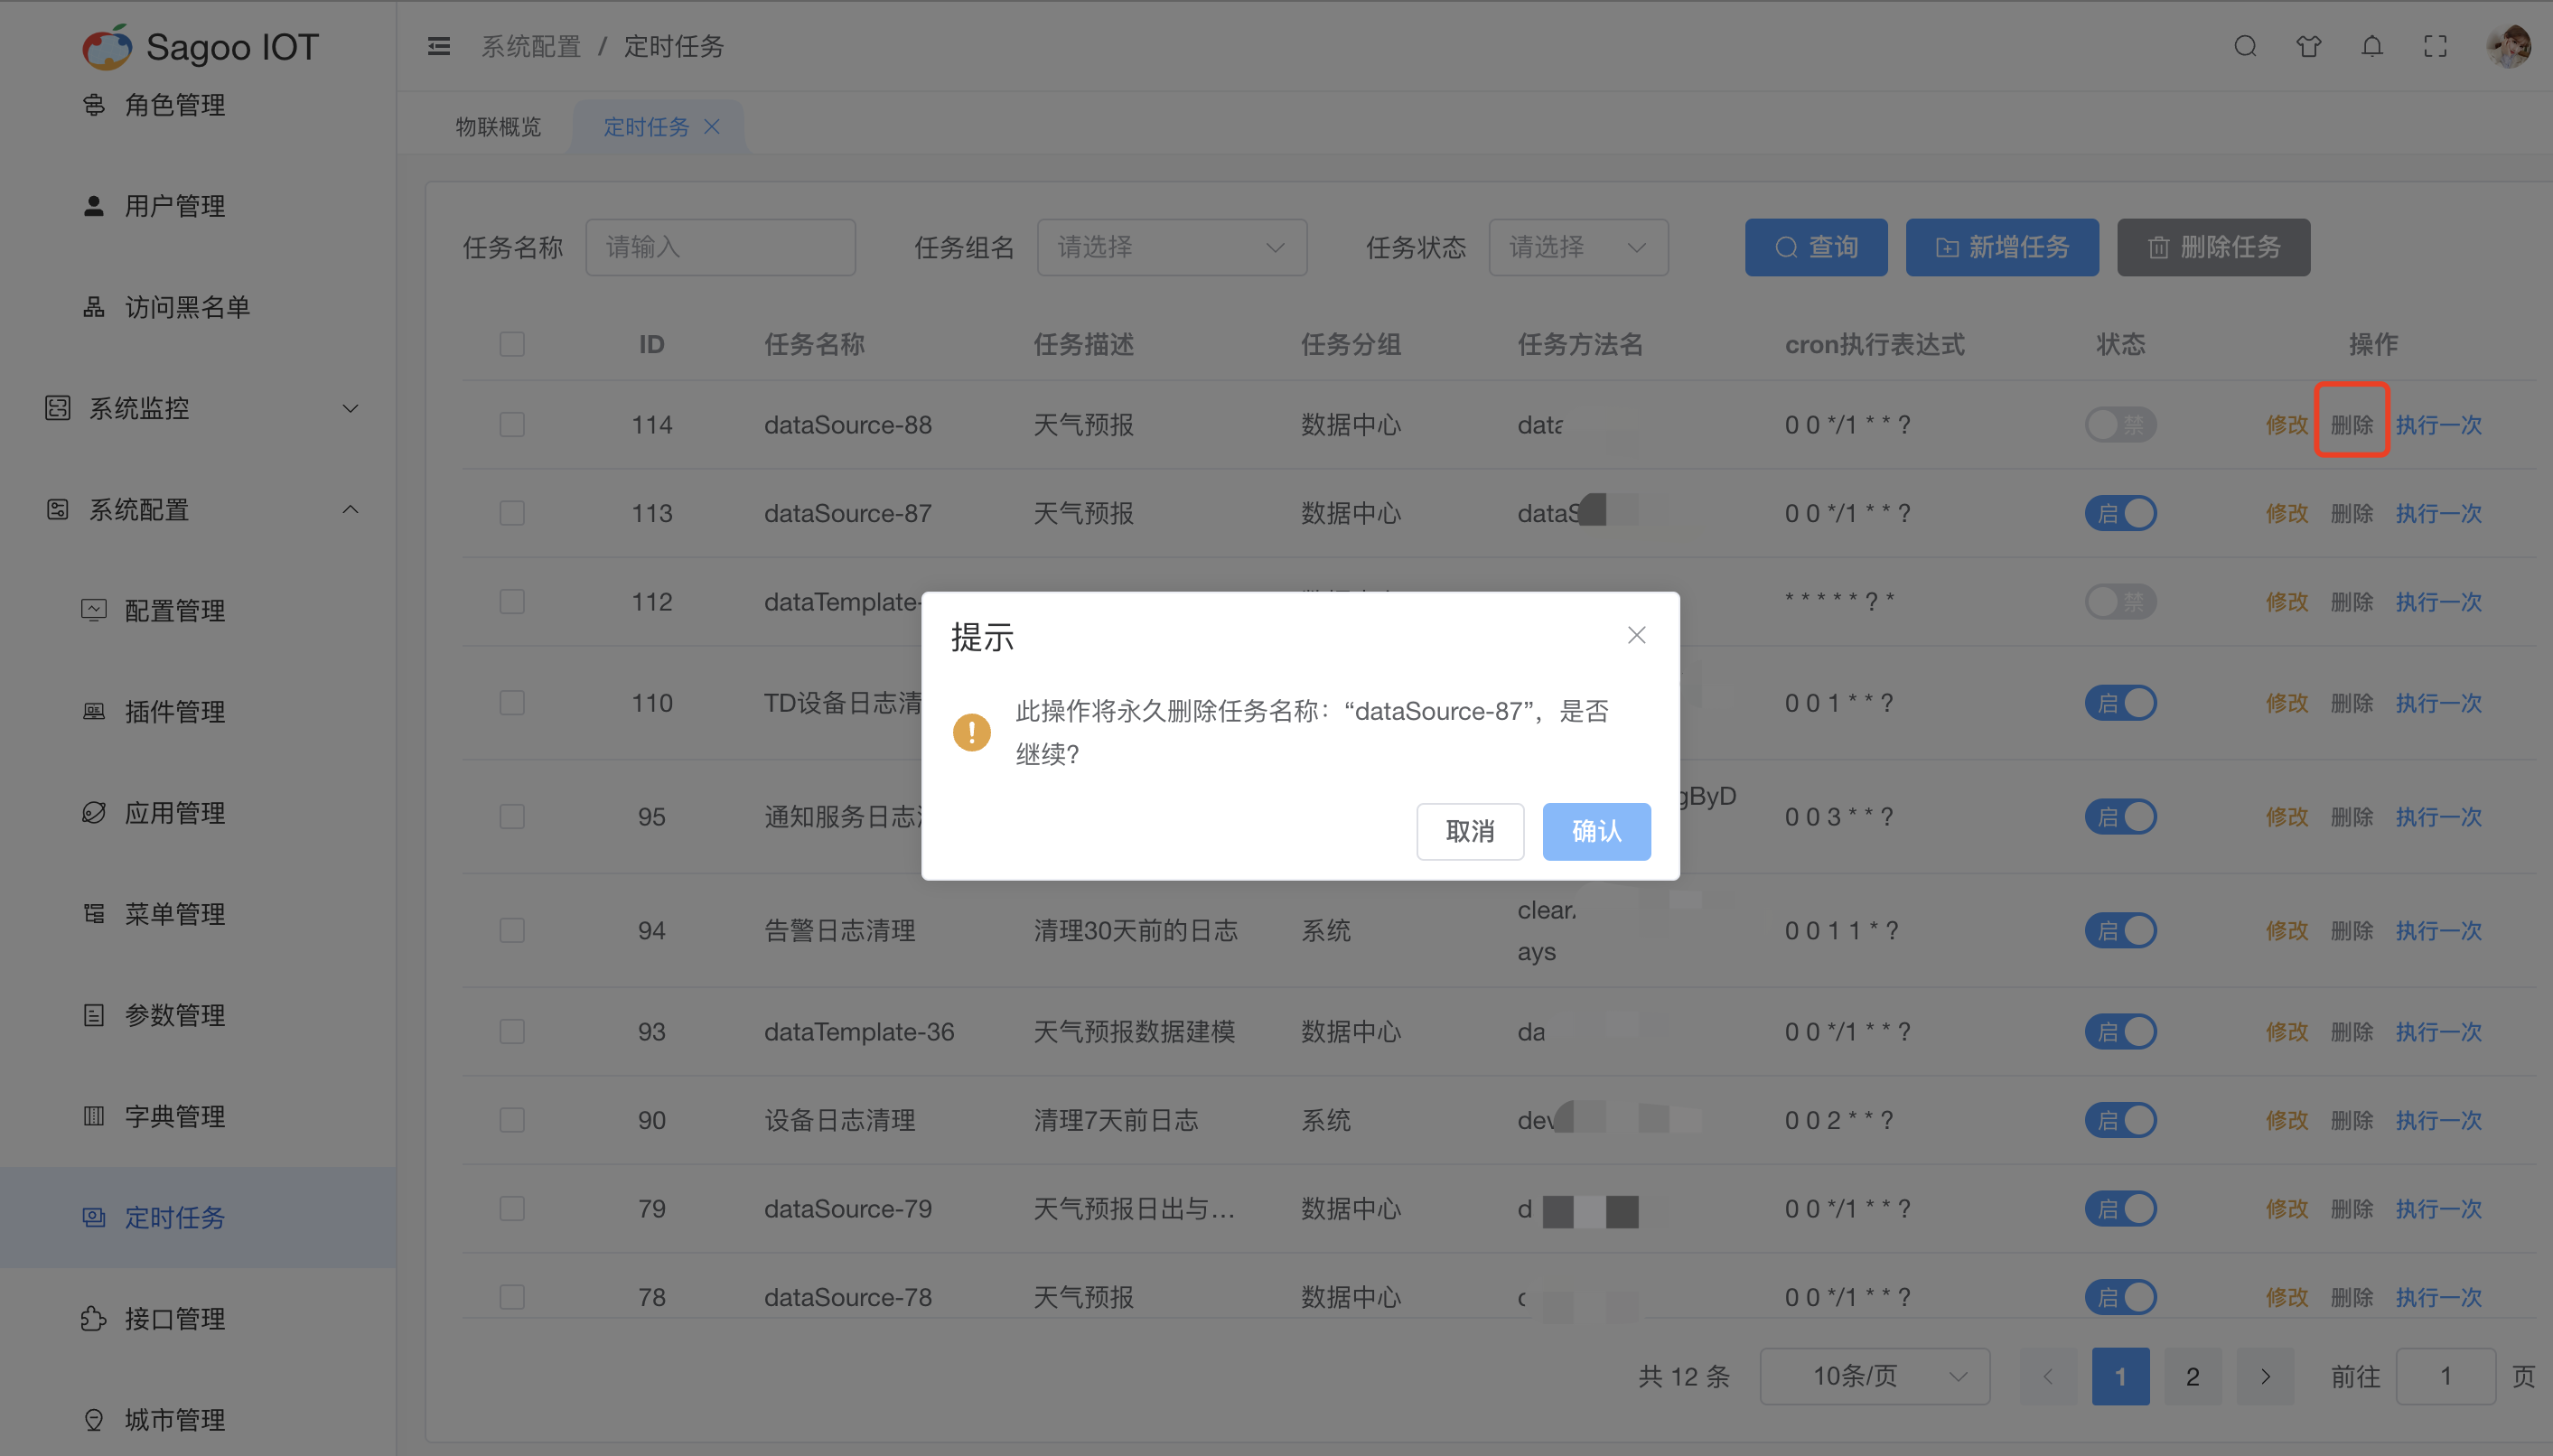 Sagoo IOT
系统配置 / 定时任务
角色管理
物联概览
定时任务
用户管理
访问黑名单
系统监控
系统配置
配置管理
插件管理
应用管理
菜单管理
参数管理
字典管理
定时任务
接口管理
城市管理
任务名称 请输入 任务组名 请选择 任务状态 请选择 查询 新增任务 删除任务
ID 任务名称 任务描述 任务分组 任务方法名 cron执行表达式 状态 操作
114 dataSource-88 天气预报 数据中心 0 0 */1 * * ? 禁 修改 删除 执行一次
113 dataSource-87 天气预报 数据中心 dataS 0 0 */1 * * ? 启 修改 删除 执行一次
112 dataTemplate- * * * * * ? * 禁 修改 删除 执行一次
110 TD设备日志清 0 0 1 * * ? 启 修改 删除 执行一次
95 通知服务日志 gByD 0 0 3 * * ? 启 修改 删除 执行一次
94 告警日志清理 清理30天前的日志 系统 clear
ays 0 0 1 1 * ? 启 修改 删除 执行一次
93 dataTemplate-36 天气预报数据建模 数据中心 da 0 0 */1 * * ? 启 修改 删除 执行一次
90 设备日志清理 清理7天前日志 系统 dev 0 0 2 * * ? 启 修改 删除 执行一次
79 dataSource-79 天气预报日出与... 数据中心 d 0 0 */1 * * ? 启 修改 删除 执行一次
78 dataSource-78 天气预报 数据中心 0 0 */1 * * ? 启 修改 删除 执行一次
提示
此操作将永久删除任务名称：“dataSource-87”，是否
继续?
取消 确认
共 12 条 10条/页 1 2 前往 1 页